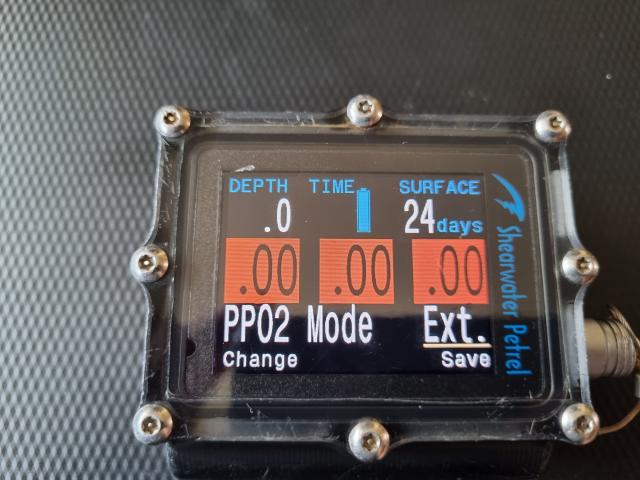 DEPTH TIME SURFACE
.0 24days
.00 .00 .00
PPO2 Mode Ext.
Change Save
Shearwater Petrel